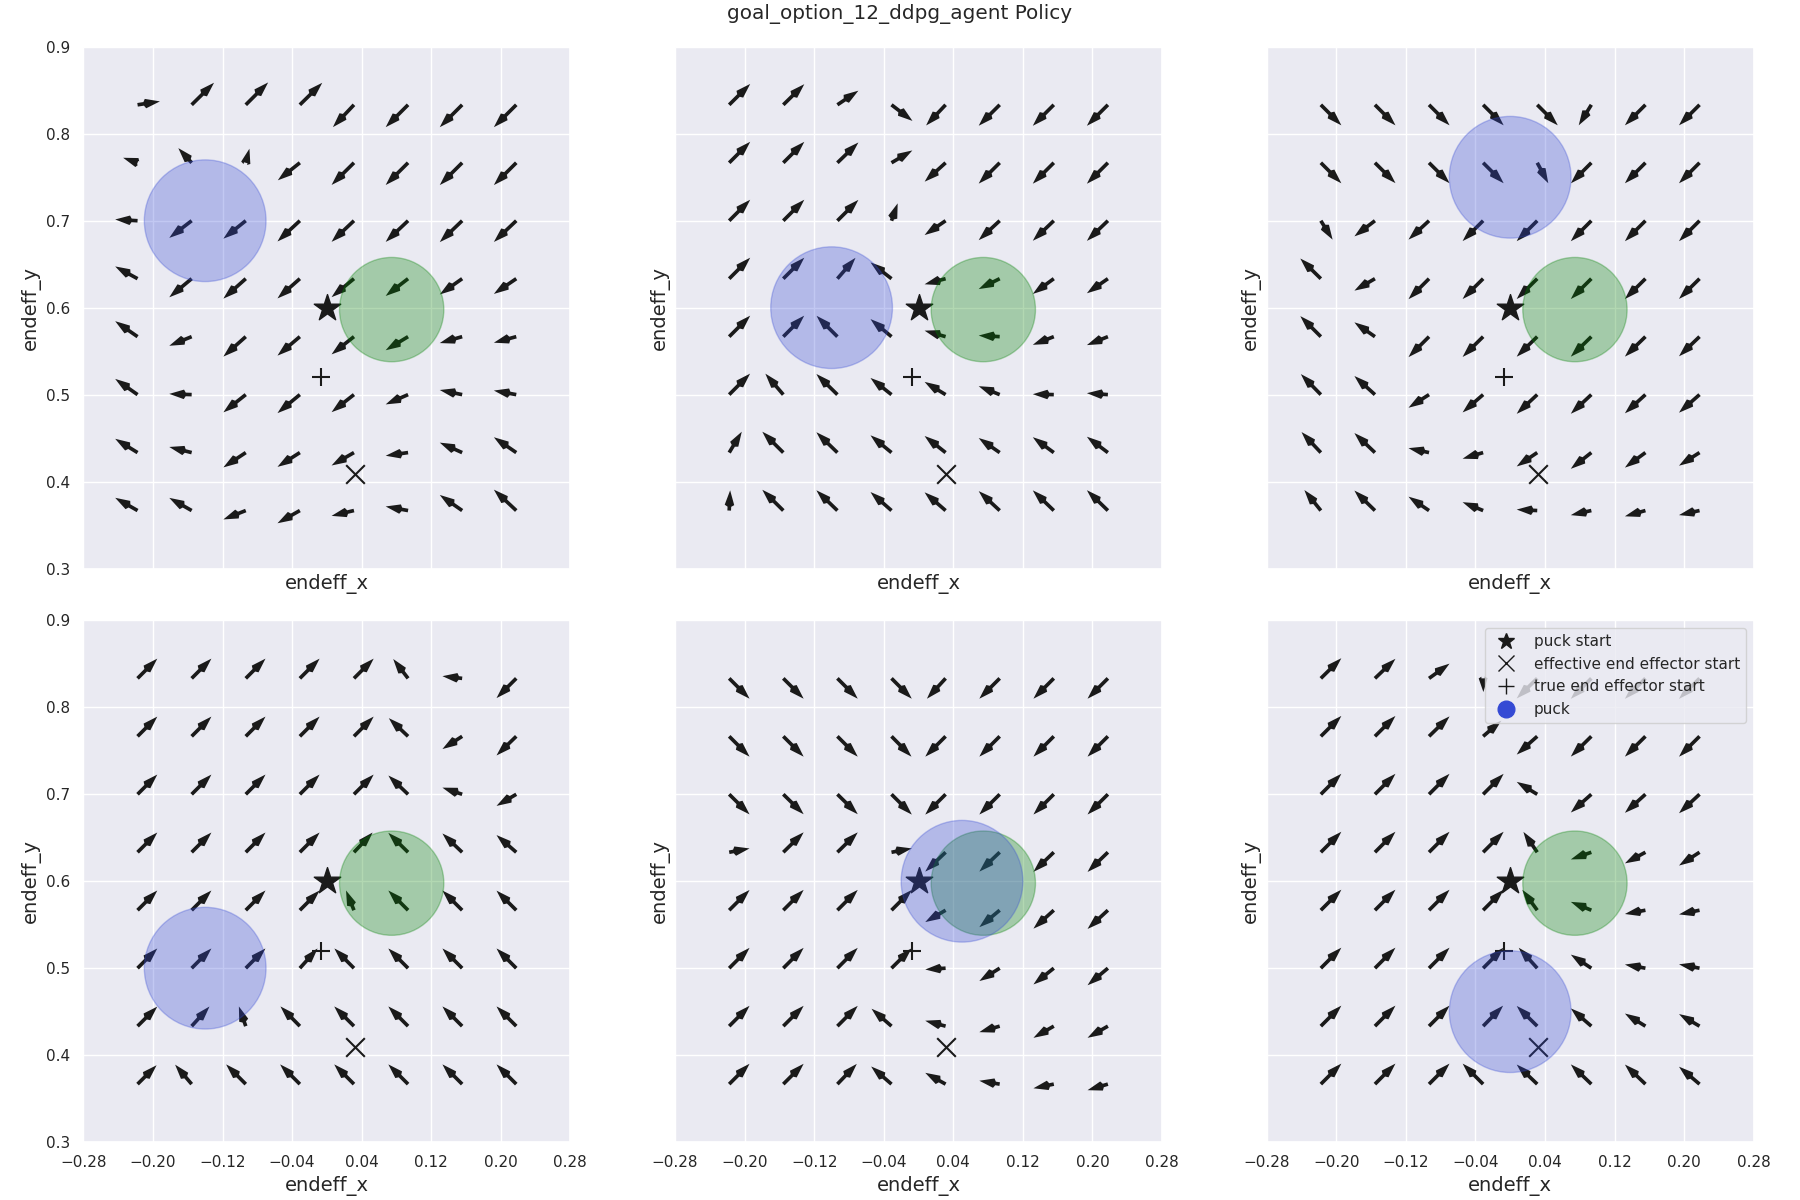 goal_option_12_ddpg_agent Policy
0.9
0.8
0.7
0.6
0.5
0.4
0.3
endeff_y
endeff_x
endeff_y
endeff_x
endeff_y
endeff_x
0.9
0.8
0.7
0.6
0.5
0.4
0.3
endeff_y
−0.28 −0.20 −0.12 −0.04 0.04 0.12 0.20 0.28
endeff_x
endeff_y
−0.28 −0.20 −0.12 −0.04 0.04 0.12 0.20 0.28
endeff_x
puck start
effective end effector start
true end effector start
puck
endeff_y
−0.28 −0.20 −0.12 −0.04 0.04 0.12 0.20 0.28
endeff_x